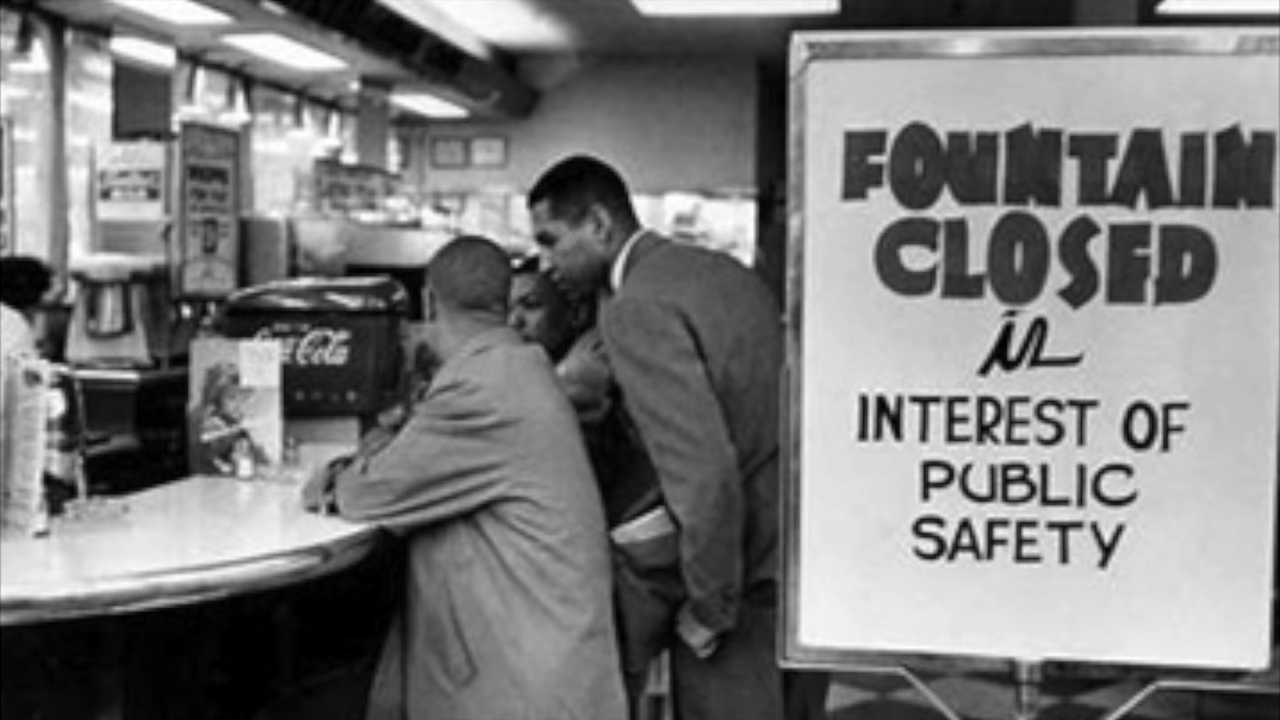 FOUNTAIN
CLOSED
in
INTEREST OF
PUBLIC
SAFETY
Coca-Cola